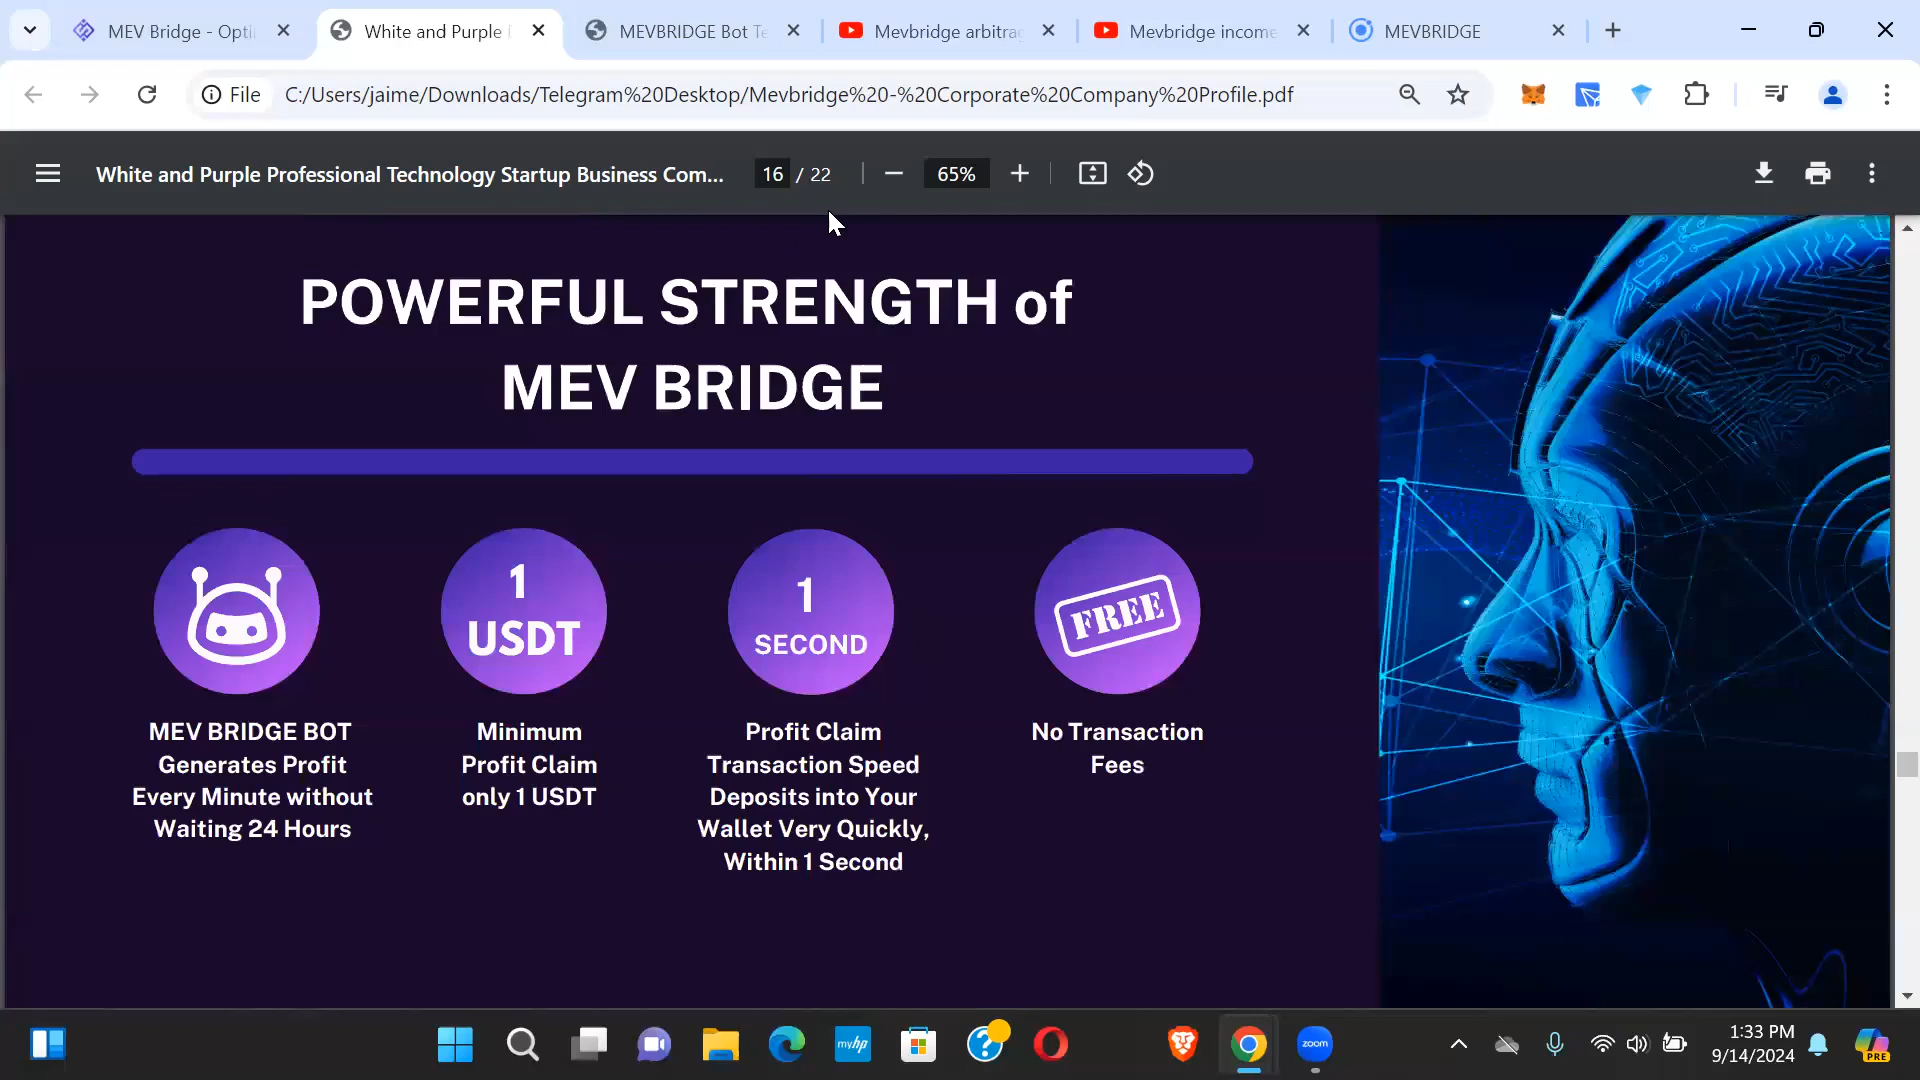 MEV Bridge - Opti
White and Purple
MEVBRIDGE Bot Te
Mevbridge arbitrag
Mevbridge income
MEVBRIDGE
File
C:/Users/jaime/Downloads/Telegram%20Desktop/Mevbridge%20-%20Corporate%20Company%20Profile.pdf
White and Purple Professional Technology Startup Business Com...
16 / 22
65%
POWERFUL STRENGTH of
MEV BRIDGE
1
USDT
1
SECOND
FREE
MEV BRIDGE BOT
Generates Profit
Every Minute without
Waiting 24 Hours
Minimum
Profit Claim
only 1 USDT
Profit Claim
Transaction Speed
Deposits into Your
Wallet Very Quickly,
Within 1 Second
No Transaction
Fees
myhp
zoom
1:33 PM
9/14/2024
PRE